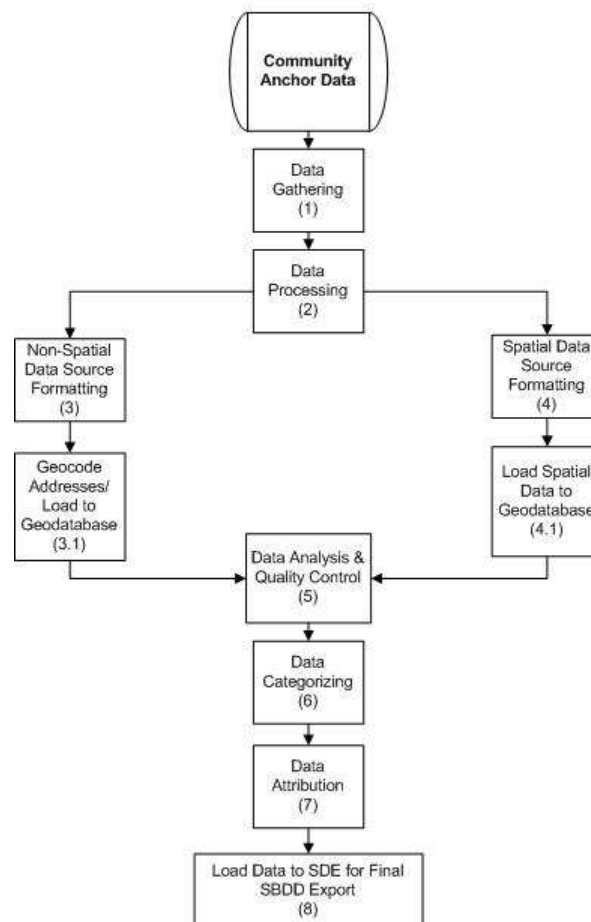 Community
Anchor Data
Data
Gathering
(1)
Data
Processing
(2)
Non-Spatial
Data Source
Formatting
(3)
Spatial Data
Source
Formatting
(4)
Geocode
Addresses/
Load to
Geodatabase
(3.1)
Load Spatial
Data to
Geodatabase
(4.1)
Data Analysis &
Quality Control
(5)
Data
Categorizing
(6)
Data
Attribution
(7)
Load Data to SDE for Final
SBDD Export
(8)